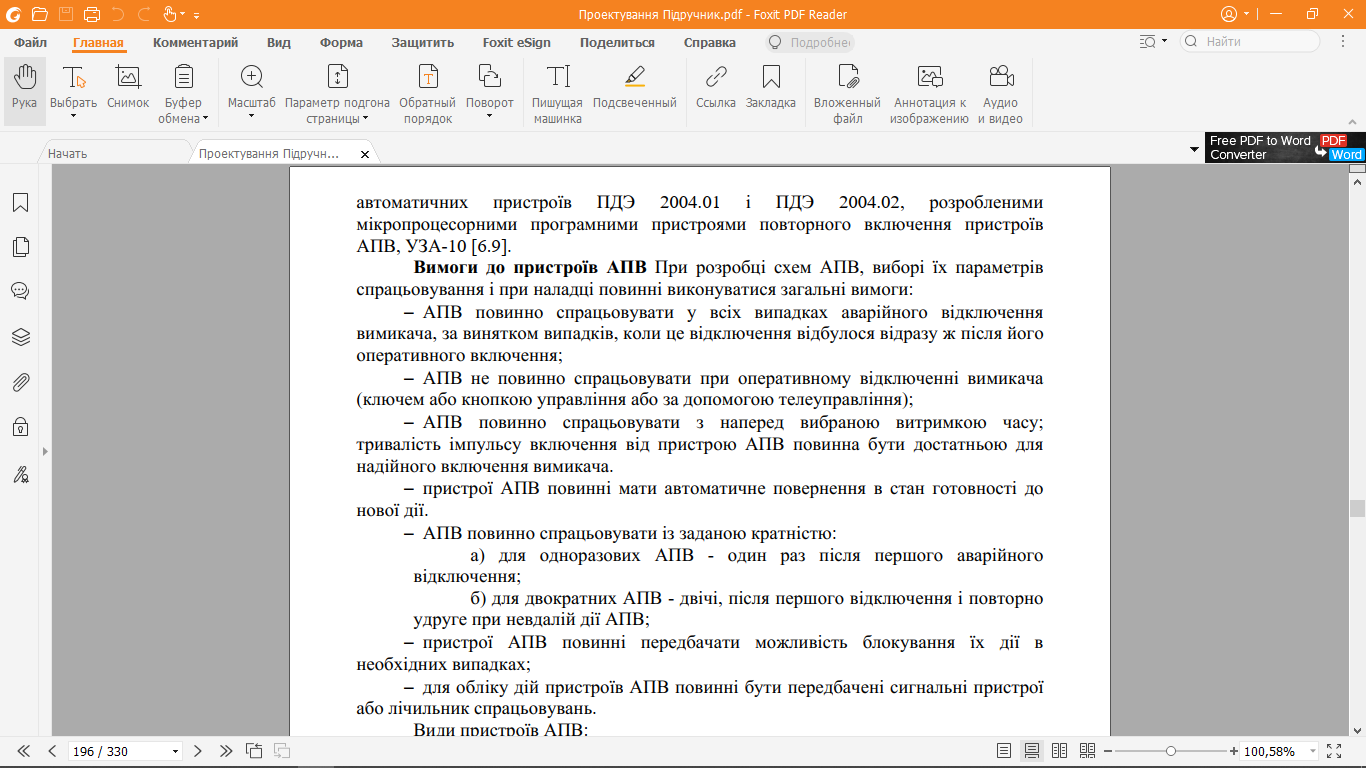 Проектування Підручник.pdf - Foxit PDF Reader
Файл Главная Комментарий Вид Форма Защитить Foxit eSign Поделиться Справка Подробнее Найти
Рука Выбрать Снимок Буфер обмена Масштаб Параметр подгона страницы Обратный порядок Поворот Пишущая машинка Подсвеченный Ссылка Закладка Вложенный файл Аннотация к изображению Аудио и видео
Начать Проектування Підручн... Free PDF to Word Converter PDF Word
автоматичних пристроїв ПДЭ 2004.01 і ПДЭ 2004.02, розробленими
мікропроцесорними програмними пристроями повторного включення пристроїв
АПВ, УЗА-10 [6.9].
Вимоги до пристроїв АПВ При розробці схем АПВ, виборі їх параметрів
спрацьовування і при наладці повинні виконуватися загальні вимоги:
– АПВ повинно спрацьовувати у всіх випадках аварійного відключення
вимикача, за винятком випадків, коли це відключення відбулося відразу ж після його
оперативного включення;
– АПВ не повинно спрацьовувати при оперативному відключенні вимикача
(ключем або кнопкою управління або за допомогою телеуправління);
– АПВ повинно спрацьовувати з наперед вибраною витримкою часу;
тривалість імпульсу включення від пристрою АПВ повинна бути достатньою для
надійного включення вимикача.
– пристрої АПВ повинні мати автоматичне повернення в стан готовності до
нової дії.
– АПВ повинно спрацьовувати із заданою кратністю:
а) для одноразових АПВ - один раз після першого аварійного
відключення;
б) для двократних АПВ - двічі, після першого відключення і повторно
удруге при невдалій дії АПВ;
– пристрої АПВ повинні передбачати можливість блокування їх дії в
необхідних випадках;
– для обліку дій пристроїв АПВ повинні бути передбачені сигнальні пристрої
або лічильник спрацьовувань.
Види пристроїв АПВ:
196 / 330 100,58%